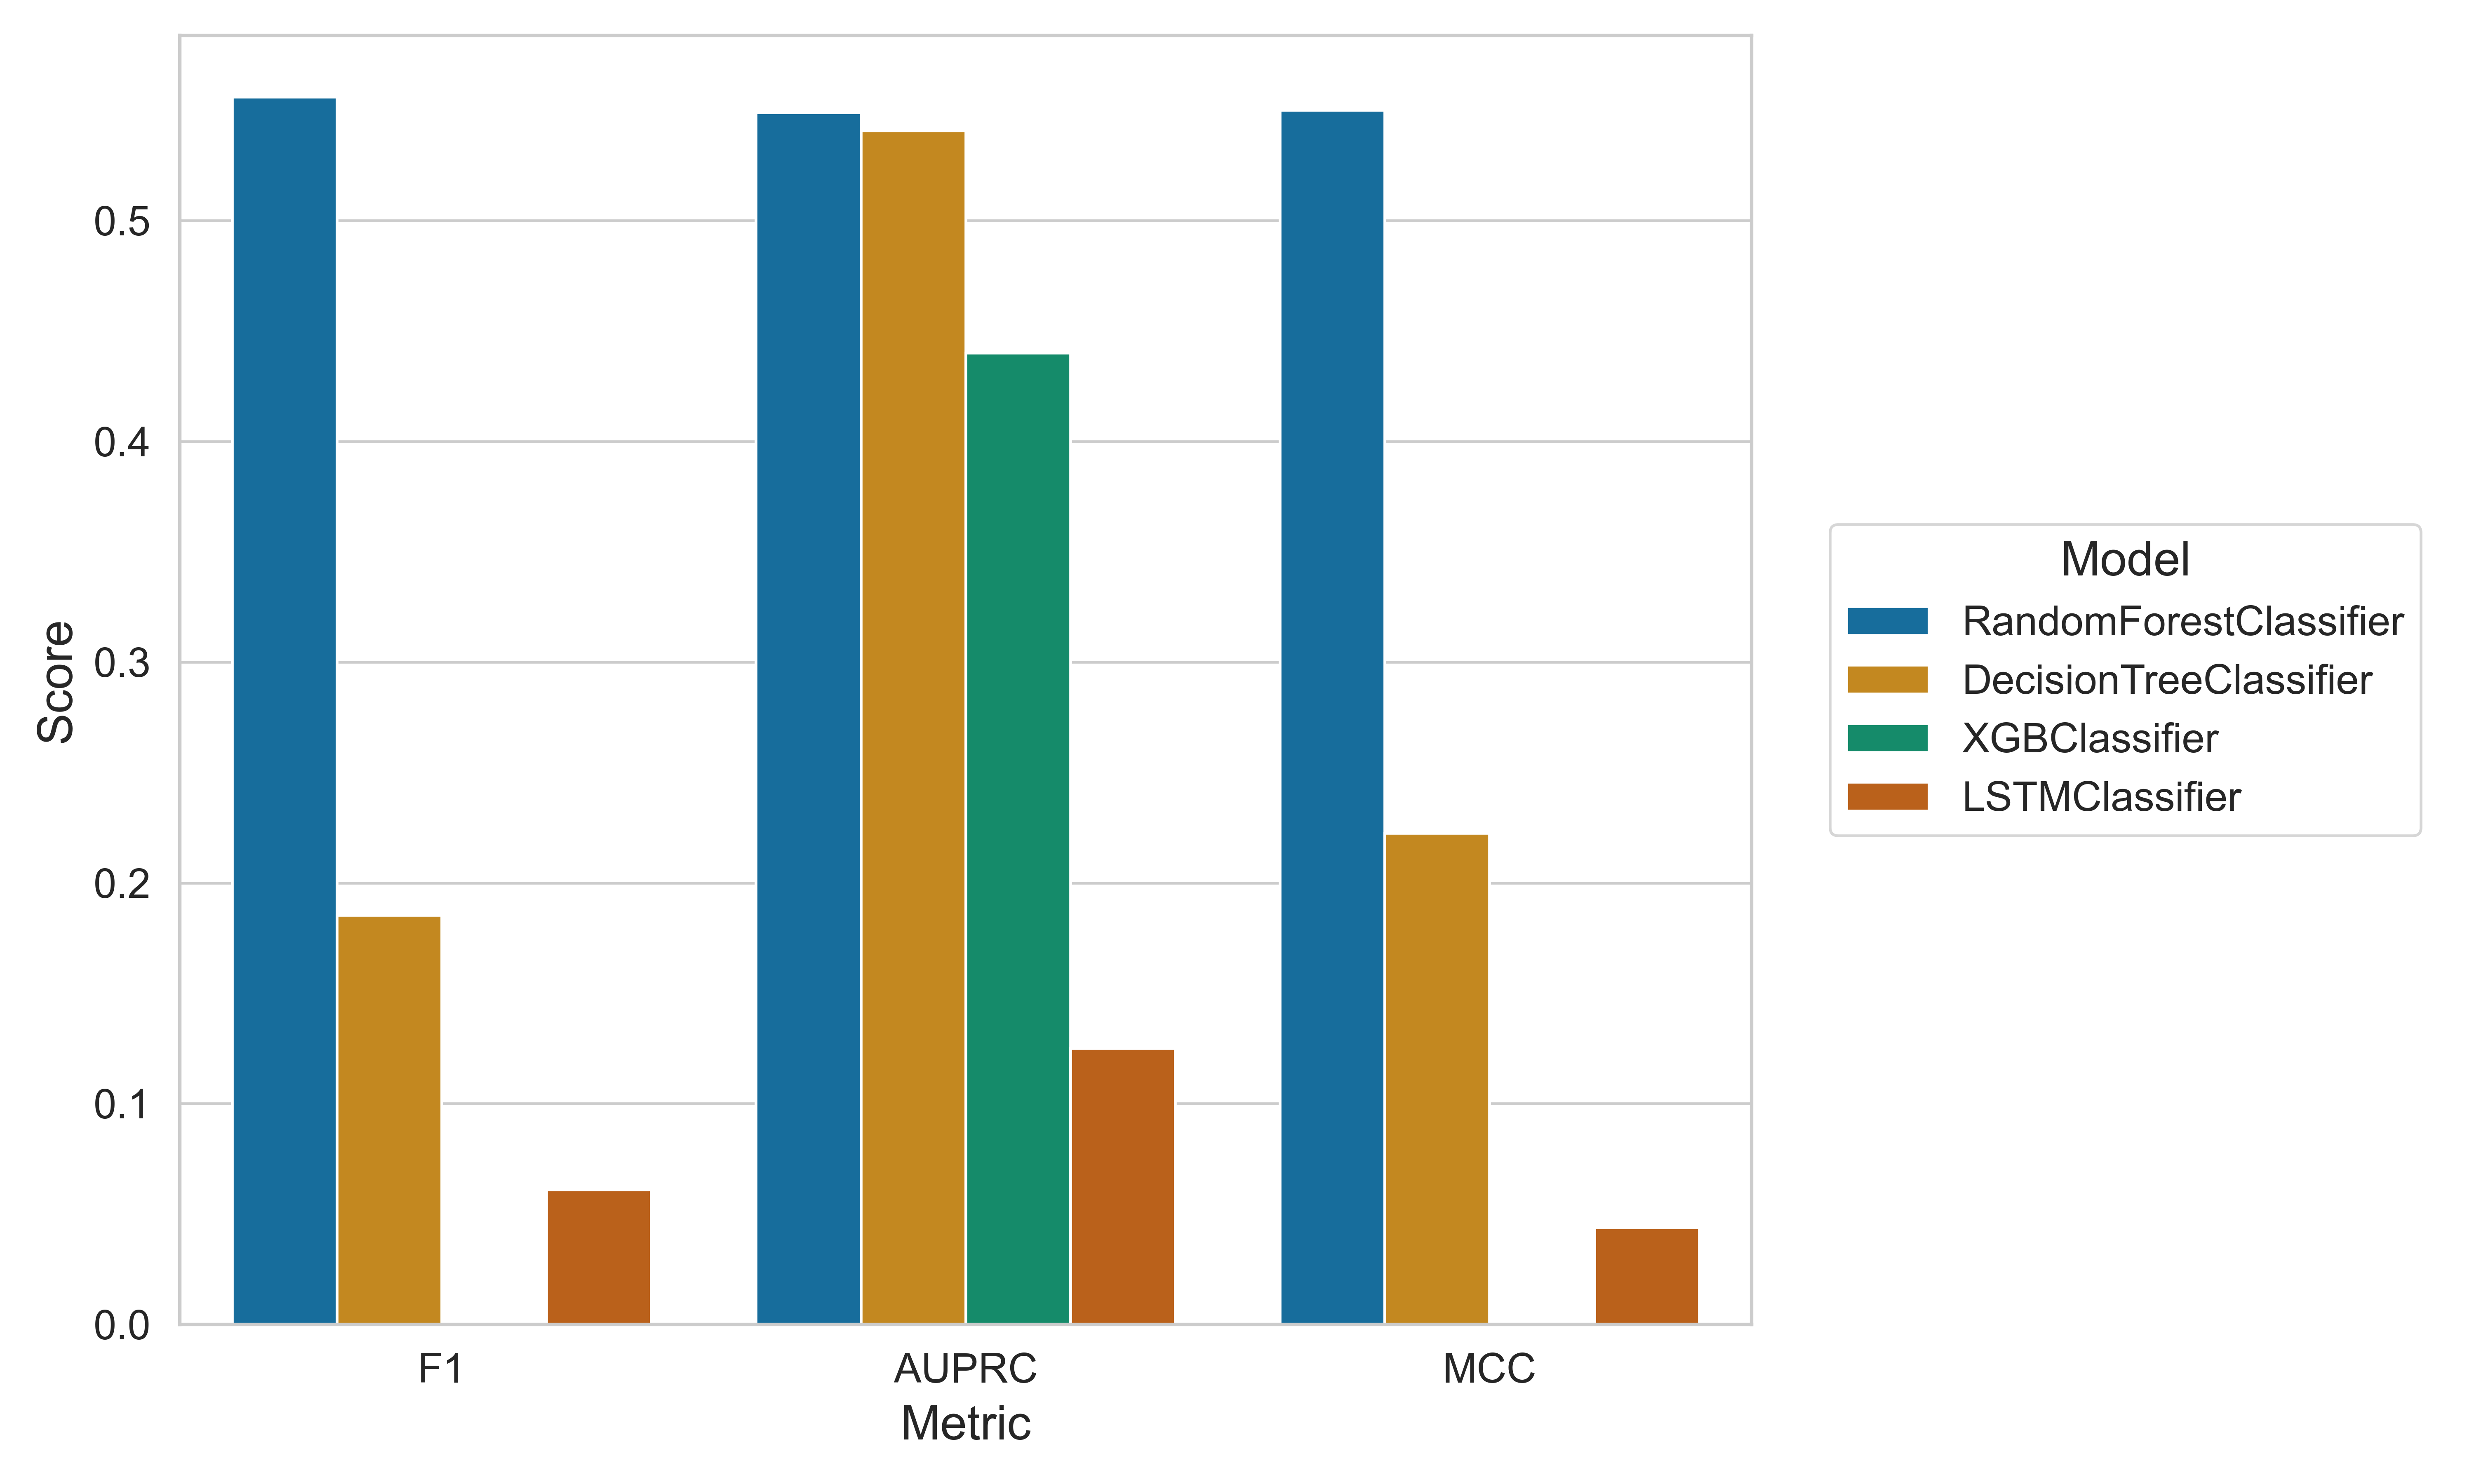 Score
0.5
0.4
0.3
0.2
0.1
0.0
F1
AUPRC
MCC
Metric
Model
RandomForestClassifier
DecisionTreeClassifier
XGBClassifier
LSTMClassifier